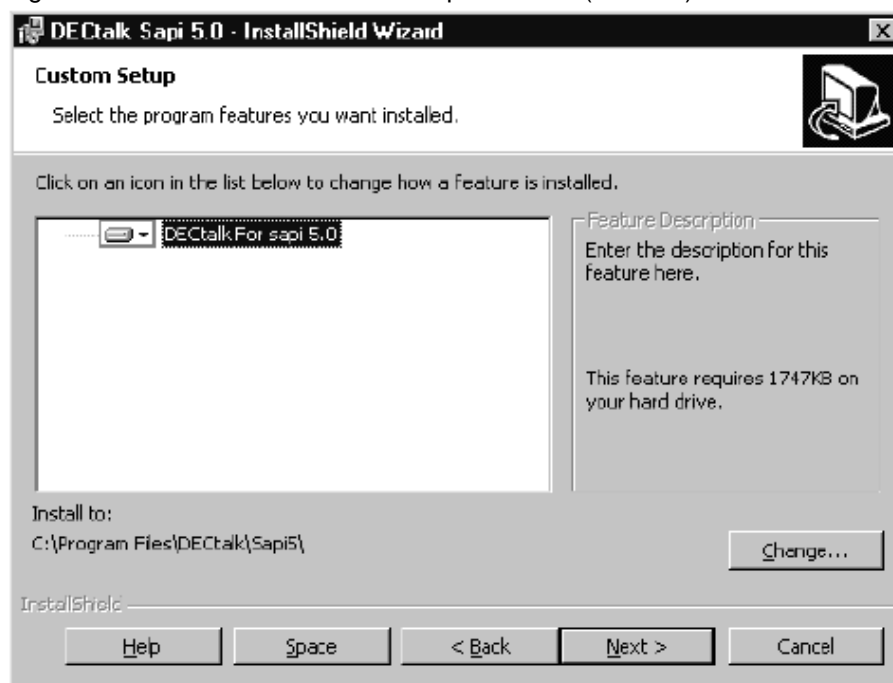 DECtalk Sapi 5.0 - InstallShield Wizard
Custom Setup
Select the program features you want installed.
Click on an icon in the list below to change how a feature is installed.
DECtalk For sapi 5.0
Feature Description
Enter the description for this
feature here.
This feature requires 1747KB on
your hard drive.
Install to:
C:\Program Files\DECtalk\Sapi5\
Change...
InstallShield
Help
Space
< Back
Next >
Cancel